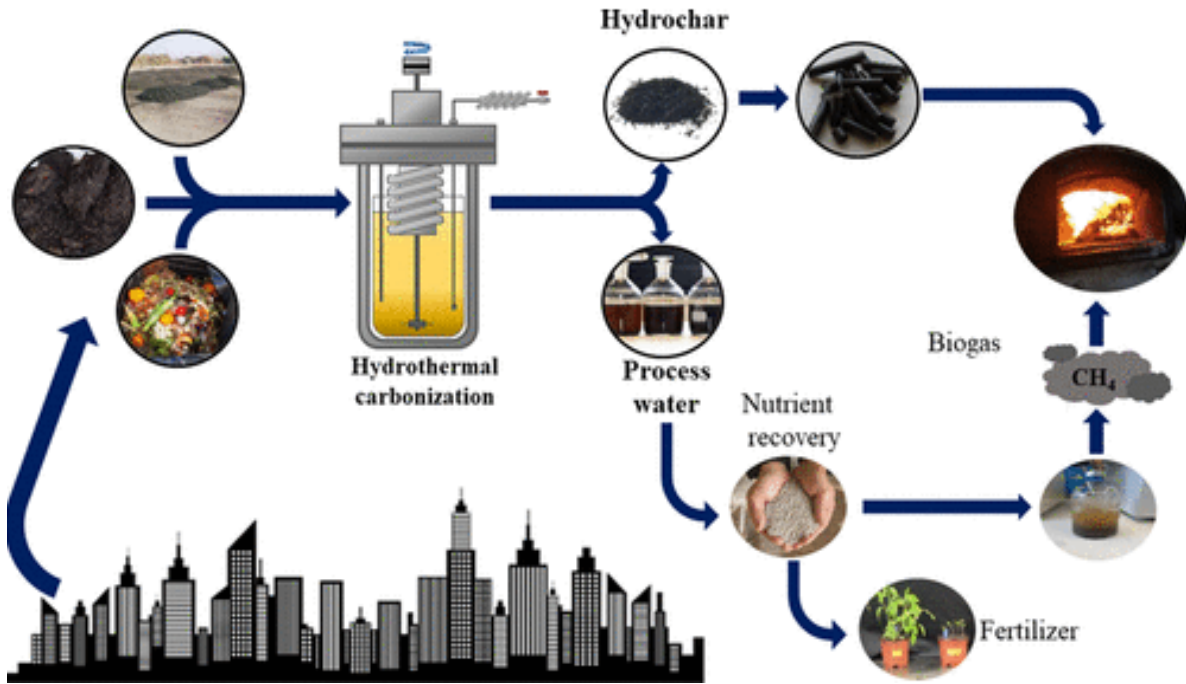 Hydrochar
Hydrothermal
carbonization
Process
water
Nutrient
recovery
Biogas
CH₄
Fertilizer